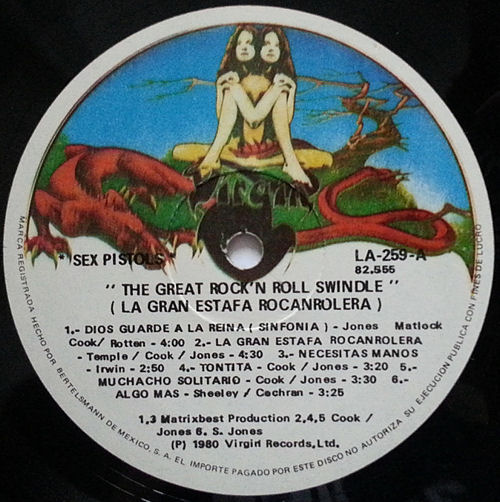 Virgin
* SEX PISTOLS
LA-259-A
82,555
" THE GREAT ROCK'N ROLL SWINDLE "
( LA GRAN ESTAFA ROCANROLERA )
1.- DIOS GUARDE A LA REINA ( SINFONIA ) - Jones Matlock
Cook/ Rotten - 4:00 2.- LA GRAN ESTAFA ROCANROLERA
- Temple / Cook / Jones - 4:30 3.- NECESITAS MANOS
- Irwin - 2:50 4.- TONTITA - Cook / Jones - 3:20 5.-
MUCHACHO SOLITARIO - Cook / Jones - 3:30 6.-
ALGO MAS - Sheeley / Cochran - 3:25
1,3 Matrixbest Production 2,4,5 Cook /
Jones 6. S. Jones
(P) 1980 Virgin Records,Ltd.
MARCA REGISTRADA HECHO POR BERTELSMANN DE MEXICO, S. A. EL IMPORTE PAGADO POR ESTE DISCO NO AUTORIZA SU EJECUCION PUBLICA CON FINES DE LUCRO